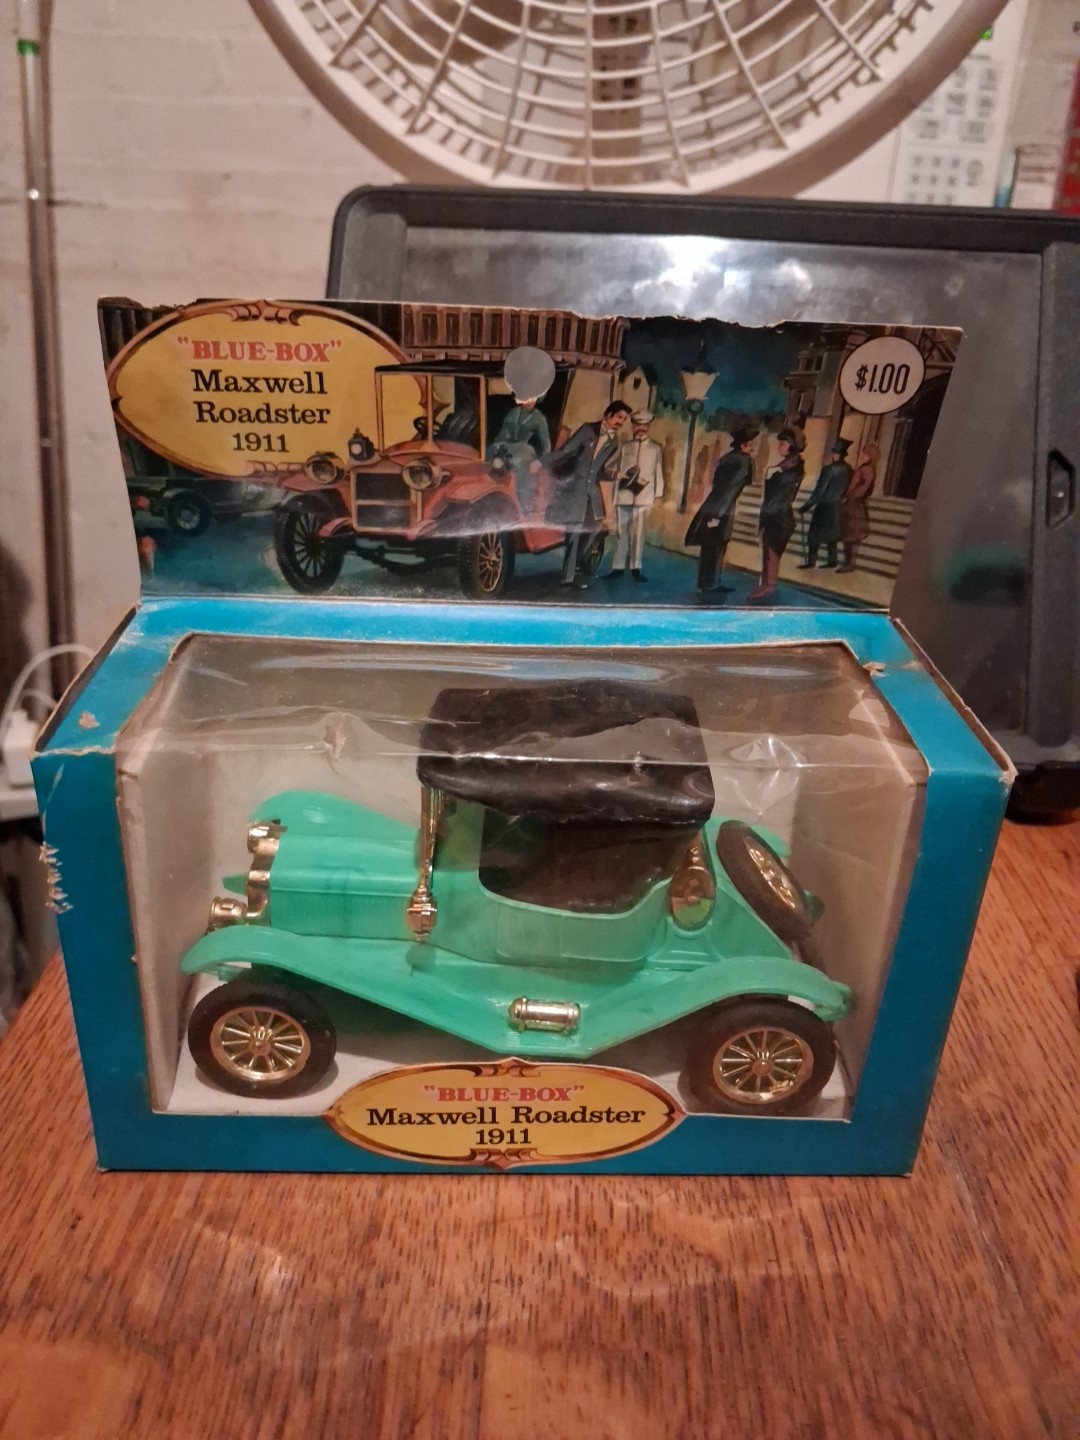 "BLUE-BOX"
Maxwell
Roadster
1911
$1.00
"BLUE-BOX"
Maxwell Roadster
1911